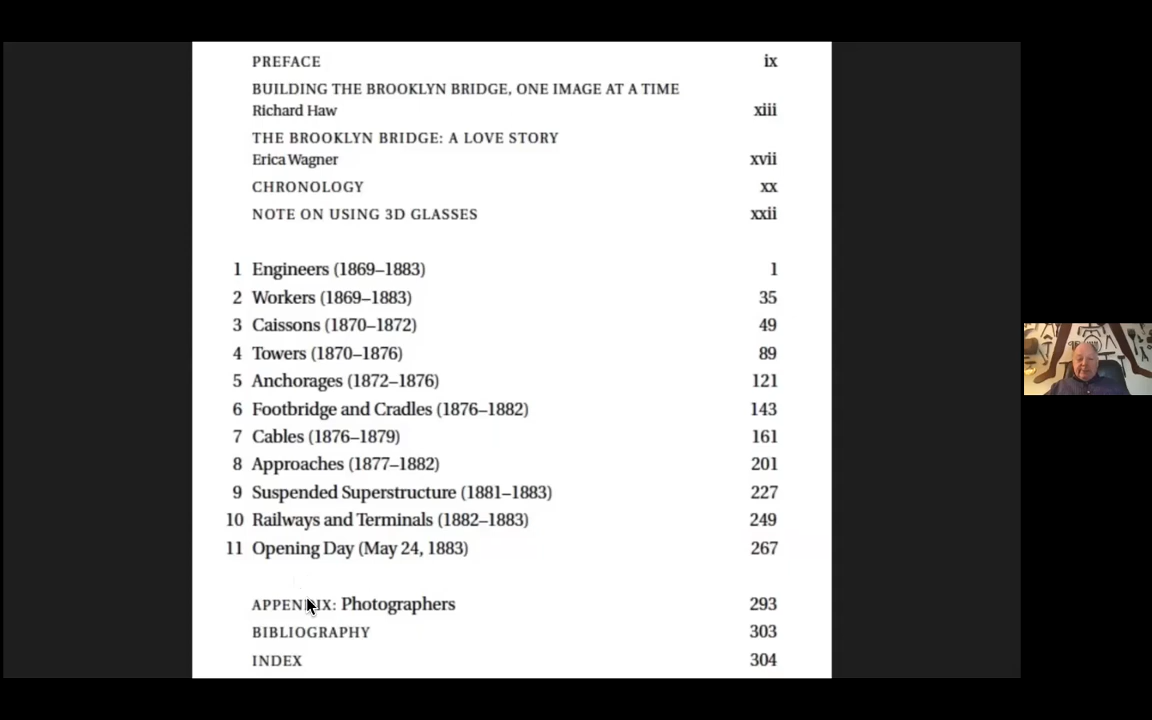 PREFACE ix
BUILDING THE BROOKLYN BRIDGE, ONE IMAGE AT A TIME
Richard Haw xiii
THE BROOKLYN BRIDGE: A LOVE STORY
Erica Wagner xvii
CHRONOLOGY xx
NOTE ON USING 3D GLASSES xxii
1 Engineers (1869–1883) 1
2 Workers (1869–1883) 35
3 Caissons (1870–1872) 49
4 Towers (1870–1876) 89
5 Anchorages (1872–1876) 121
6 Footbridge and Cradles (1876–1882) 143
7 Cables (1876–1879) 161
8 Approaches (1877–1882) 201
9 Suspended Superstructure (1881–1883) 227
10 Railways and Terminals (1882–1883) 249
11 Opening Day (May 24, 1883) 267
APPENDIX: Photographers 293
BIBLIOGRAPHY 303
INDEX 304